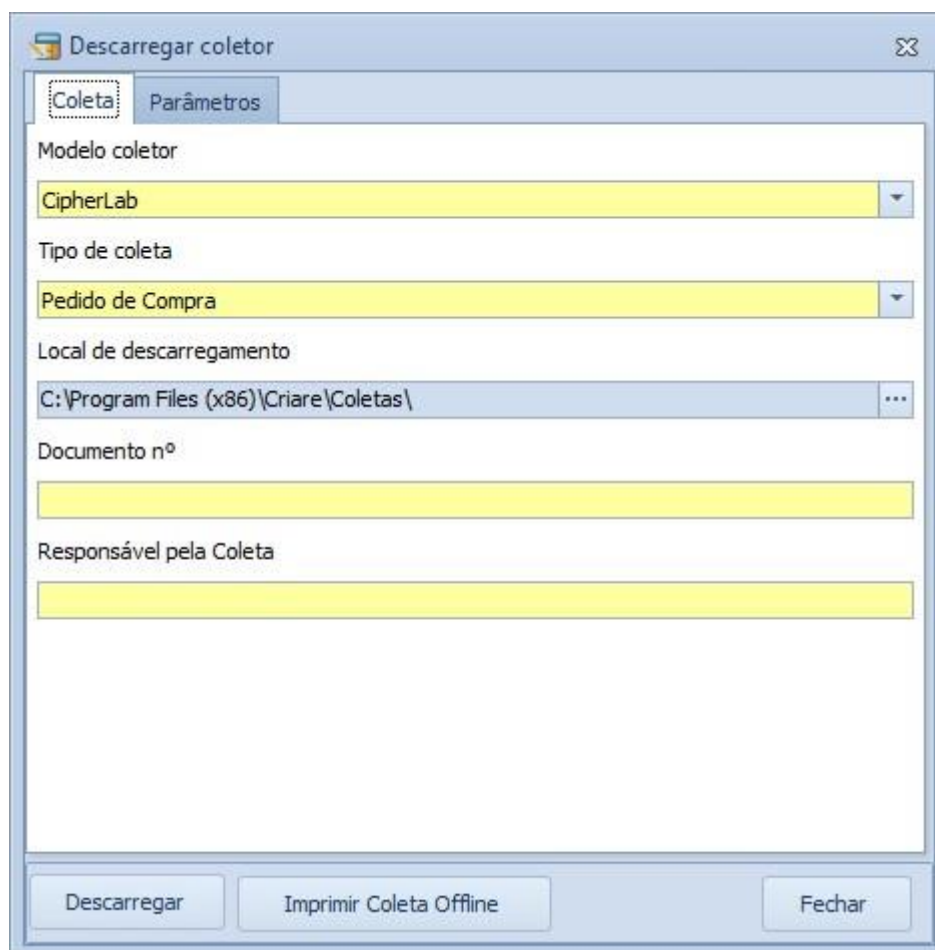 Descarregar coletor
Coleta Parâmetros
Modelo coletor
CipherLab
Tipo de coleta
Pedido de Compra
Local de descarregamento
C:\Program Files (x86)\Criare\Coletas\
Documento nº
Responsável pela Coleta
Descarregar Imprimir Coleta Offline Fechar